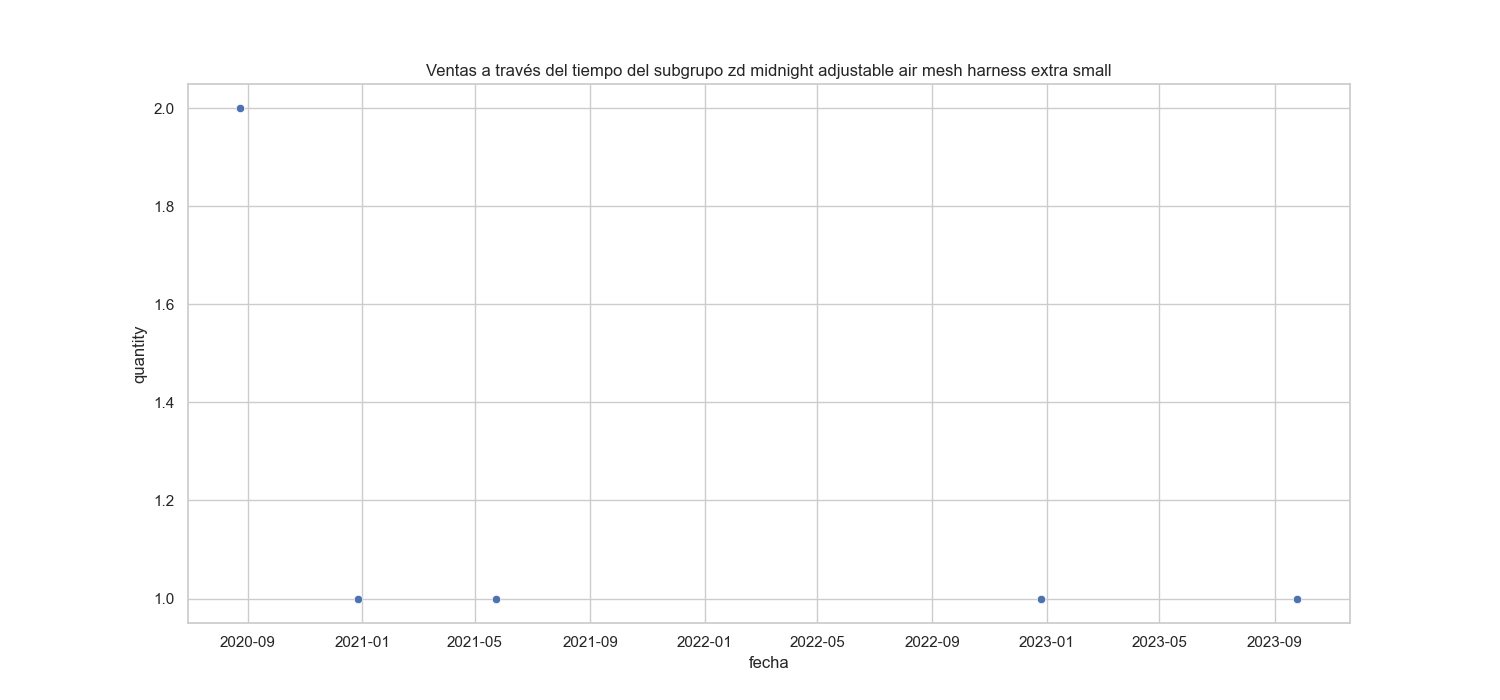 Ventas a través del tiempo del subgrupo zd midnight adjustable air mesh harness extra small
2.0
1.8
1.6
1.4
1.2
1.0
quantity
2020-09 2021-01 2021-05 2021-09 2022-01 2022-05 2022-09 2023-01 2023-05 2023-09
fecha